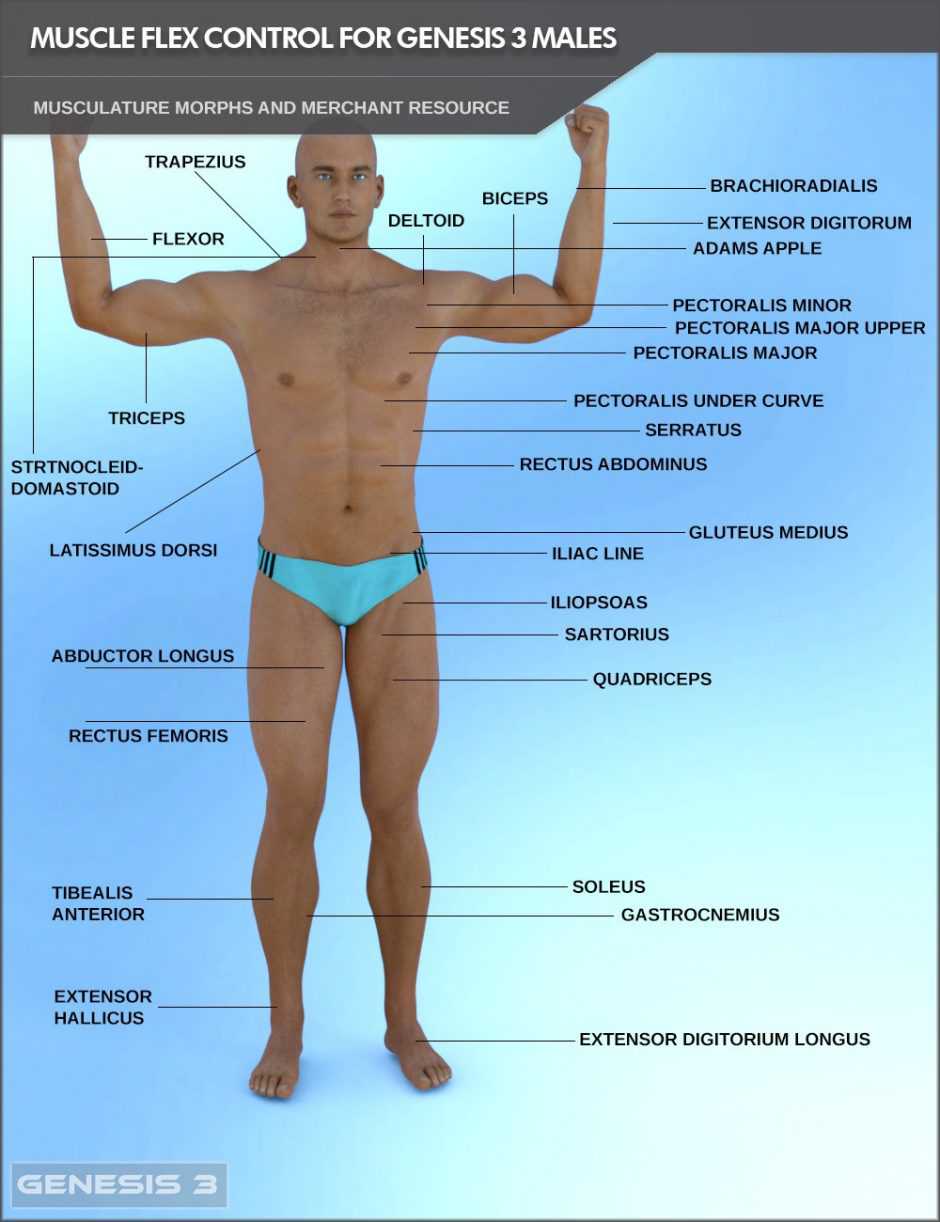 MUSCLE FLEX CONTROL FOR GENESIS 3 MALES
MUSCULATURE MORPHS AND MERCHANT RESOURCE
TRAPEZIUS
BICEPS
BRACHIORADIALIS
DELTOID
EXTENSOR DIGITORUM
FLEXOR
ADAMS APPLE
PECTORALIS MINOR
PECTORALIS MAJOR UPPER
PECTORALIS MAJOR
PECTORALIS UNDER CURVE
TRICEPS
SERRATUS
STRTNOCLEID-
DOMASTOID
RECTUS ABDOMINUS
GLUTEUS MEDIUS
LATISSIMUS DORSI
ILIAC LINE
ILIOPSOAS
SARTORIUS
ABDUCTOR LONGUS
QUADRICEPS
RECTUS FEMORIS
SOLEUS
TIBEALIS
ANTERIOR
GASTROCNEMIUS
EXTENSOR
HALLICUS
EXTENSOR DIGITORIUM LONGUS
GENESIS 3